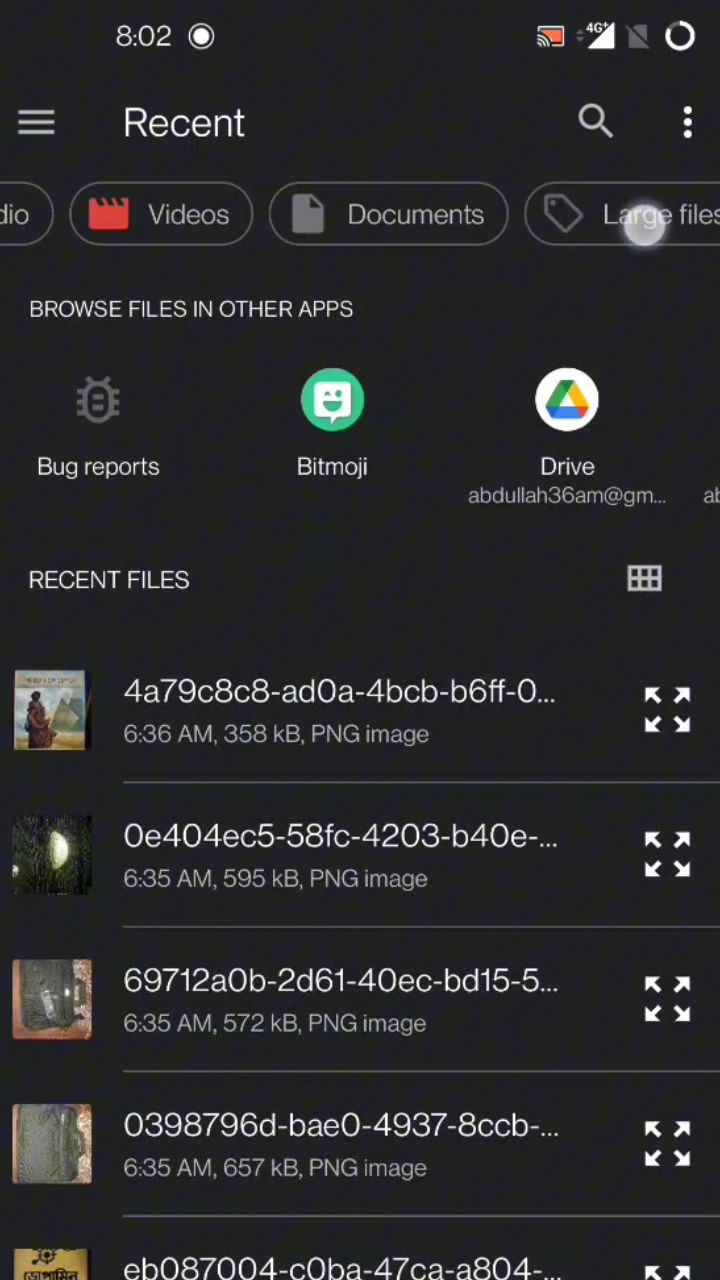 8:02
4G+
Recent
dio
Videos
Documents
Large files
BROWSE FILES IN OTHER APPS
Bug reports
Bitmoji
Drive
abdullah36am@gm...
ab
RECENT FILES
4a79c8c8-ad0a-4bcb-b6ff-0...
6:36 AM, 358 kB, PNG image
0e404ec5-58fc-4203-b40e-...
6:35 AM, 595 kB, PNG image
69712a0b-2d61-40ec-bd15-5...
6:35 AM, 572 kB, PNG image
0398796d-bae0-4937-8ccb-...
6:35 AM, 657 kB, PNG image
ডোপামিন
eb087004-c0ba-47ca-a804-...